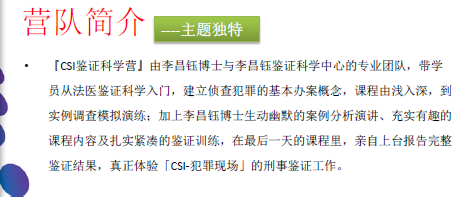 营队简介
----主题独特
• 『CSI鉴证科学营』由李昌钰博士与李昌钰鉴证科学中心的专业团队，带学
员从法医鉴证科学入门，建立侦查犯罪的基本办案概念，课程由浅入深，到
实例调查模拟演练；加上李昌钰博士生动幽默的案例分析演讲、充实有趣的
课程内容及扎实紧凑的鉴证训练，在最后一天的课程里，亲自上台报告完整
鉴证结果，真正体验「CSI-犯罪现场」的刑事鉴证工作。